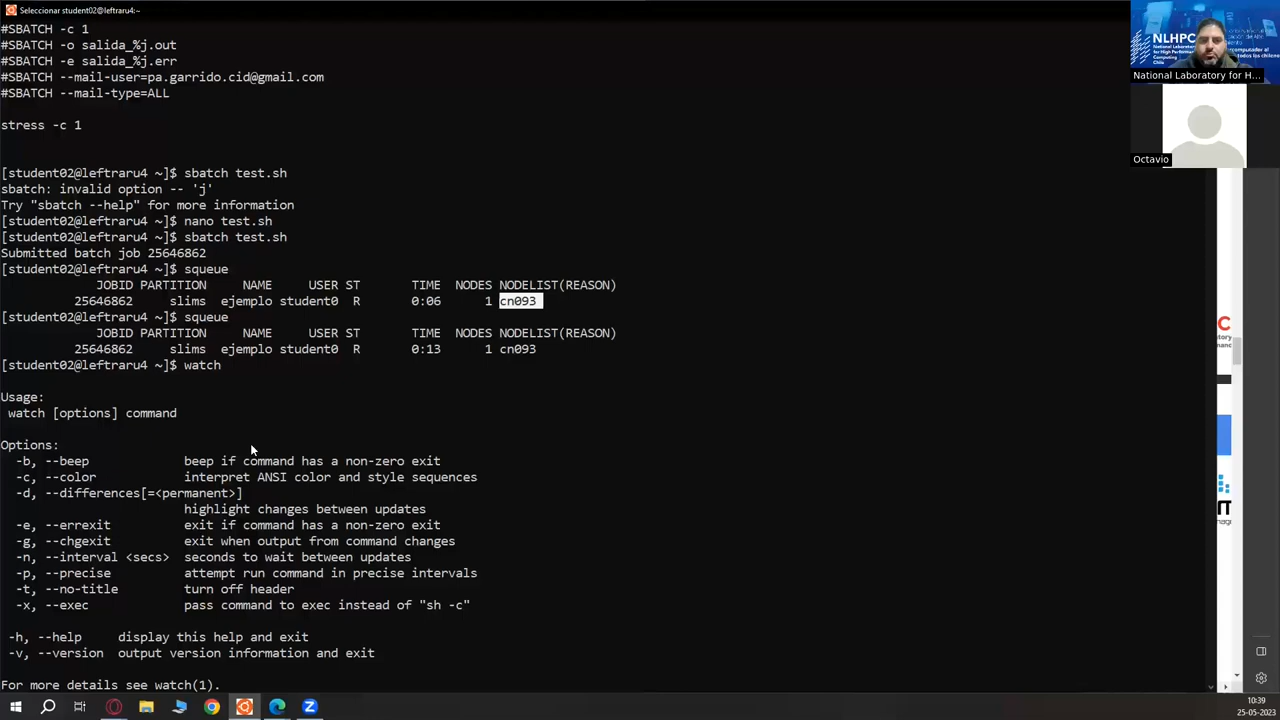 Seleccionar student02@leftraru4:~
#SBATCH -c 1
#SBATCH -o salida_%j.out
#SBATCH -e salida_%j.err
#SBATCH --mail-user=pa.garrido.cid@gmail.com
#SBATCH --mail-type=ALL
stress -c 1
[student02@leftraru4 ~]$ sbatch test.sh
sbatch: invalid option -- 'j'
Try "sbatch --help" for more information
[student02@leftraru4 ~]$ nano test.sh
[student02@leftraru4 ~]$ sbatch test.sh
Submitted batch job 25646862
[student02@leftraru4 ~]$ squeue
JOBID PARTITION NAME USER ST TIME NODES NODELIST(REASON)
25646862 slims ejemplo student0 R 0:06 1 cn093
[student02@leftraru4 ~]$ squeue
JOBID PARTITION NAME USER ST TIME NODES NODELIST(REASON)
25646862 slims ejemplo student0 R 0:13 1 cn093
[student02@leftraru4 ~]$ watch
Usage:
watch [options] command
Options:
-b, --beep beep if command has a non-zero exit
-c, --color interpret ANSI color and style sequences
-d, --differences[=<permanent>]
highlight changes between updates
-e, --errexit exit if command has a non-zero exit
-g, --chgexit exit when output from command changes
-n, --interval <secs> seconds to wait between updates
-p, --precise attempt run command in precise intervals
-t, --no-title turn off header
-x, --exec pass command to exec instead of "sh -c"
-h, --help display this help and exit
-v, --version output version information and exit
For more details see watch(1).
NLHPC
National Laboratory
for High Performance
Computing
Chile
National Laboratory for H...
Octavio
10:39
25-05-2023